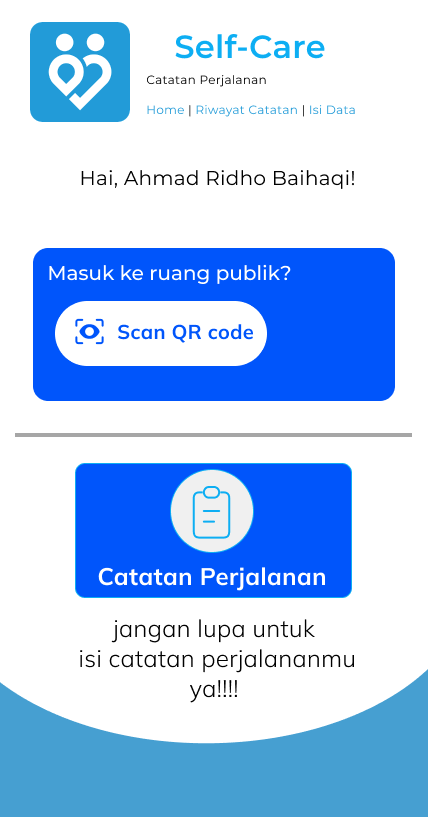 Self-Care
Catatan Perjalanan
Home | Riwayat Catatan | Isi Data
Hai, Ahmad Ridho Baihaqi!
Masuk ke ruang publik?
Scan QR code
Catatan Perjalanan
jangan lupa untuk
isi catatan perjalananmu
ya!!!!